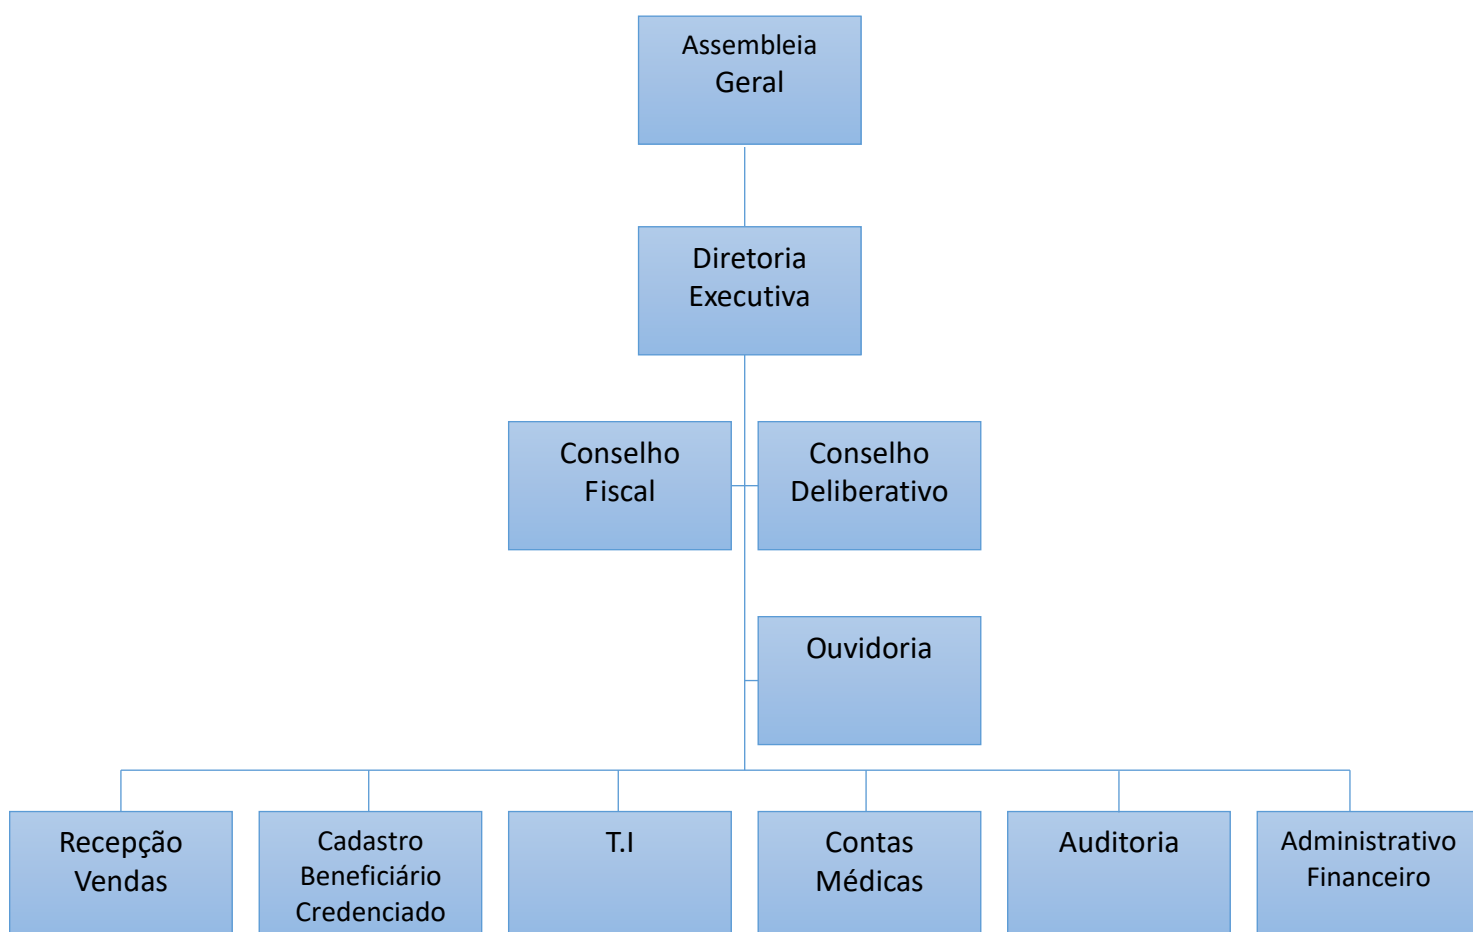 Assembleia
Geral
Diretoria
Executiva
Conselho
Fiscal
Conselho
Deliberativo
Ouvidoria
Recepção
Vendas
Cadastro
Beneficiário
Credenciado
T.I
Contas
Médicas
Auditoria
Administrativo
Financeiro